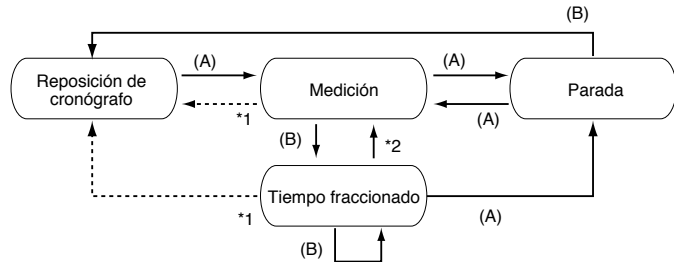 (B)
(A)
(A)
Reposición de
cronógrafo
Medición
Parada
*1
(A)
(B)
*2
Tiempo fraccionado
*1
(A)
(B)